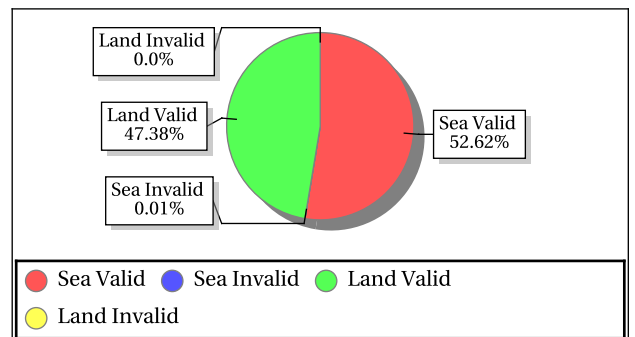 Land Invalid
0.0%
Land Valid
47.38%
Sea Valid
52.62%
Sea Invalid
0.01%
Sea Valid Sea Invalid Land Valid
Land Invalid